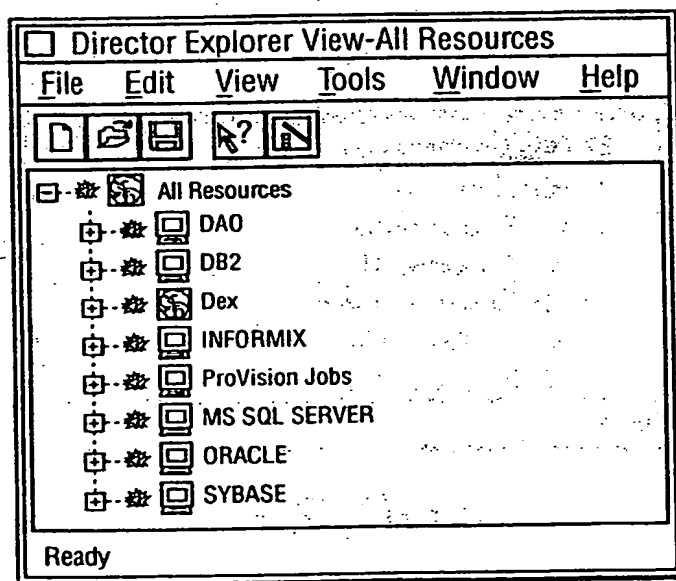 Director Explorer View-All Resources
File Edit View Tools Window Help
?
All Resources
DAO
DB2
Dex
INFORMIX
ProVision Jobs
MS SQL SERVER
ORACLE
SYBASE
Ready